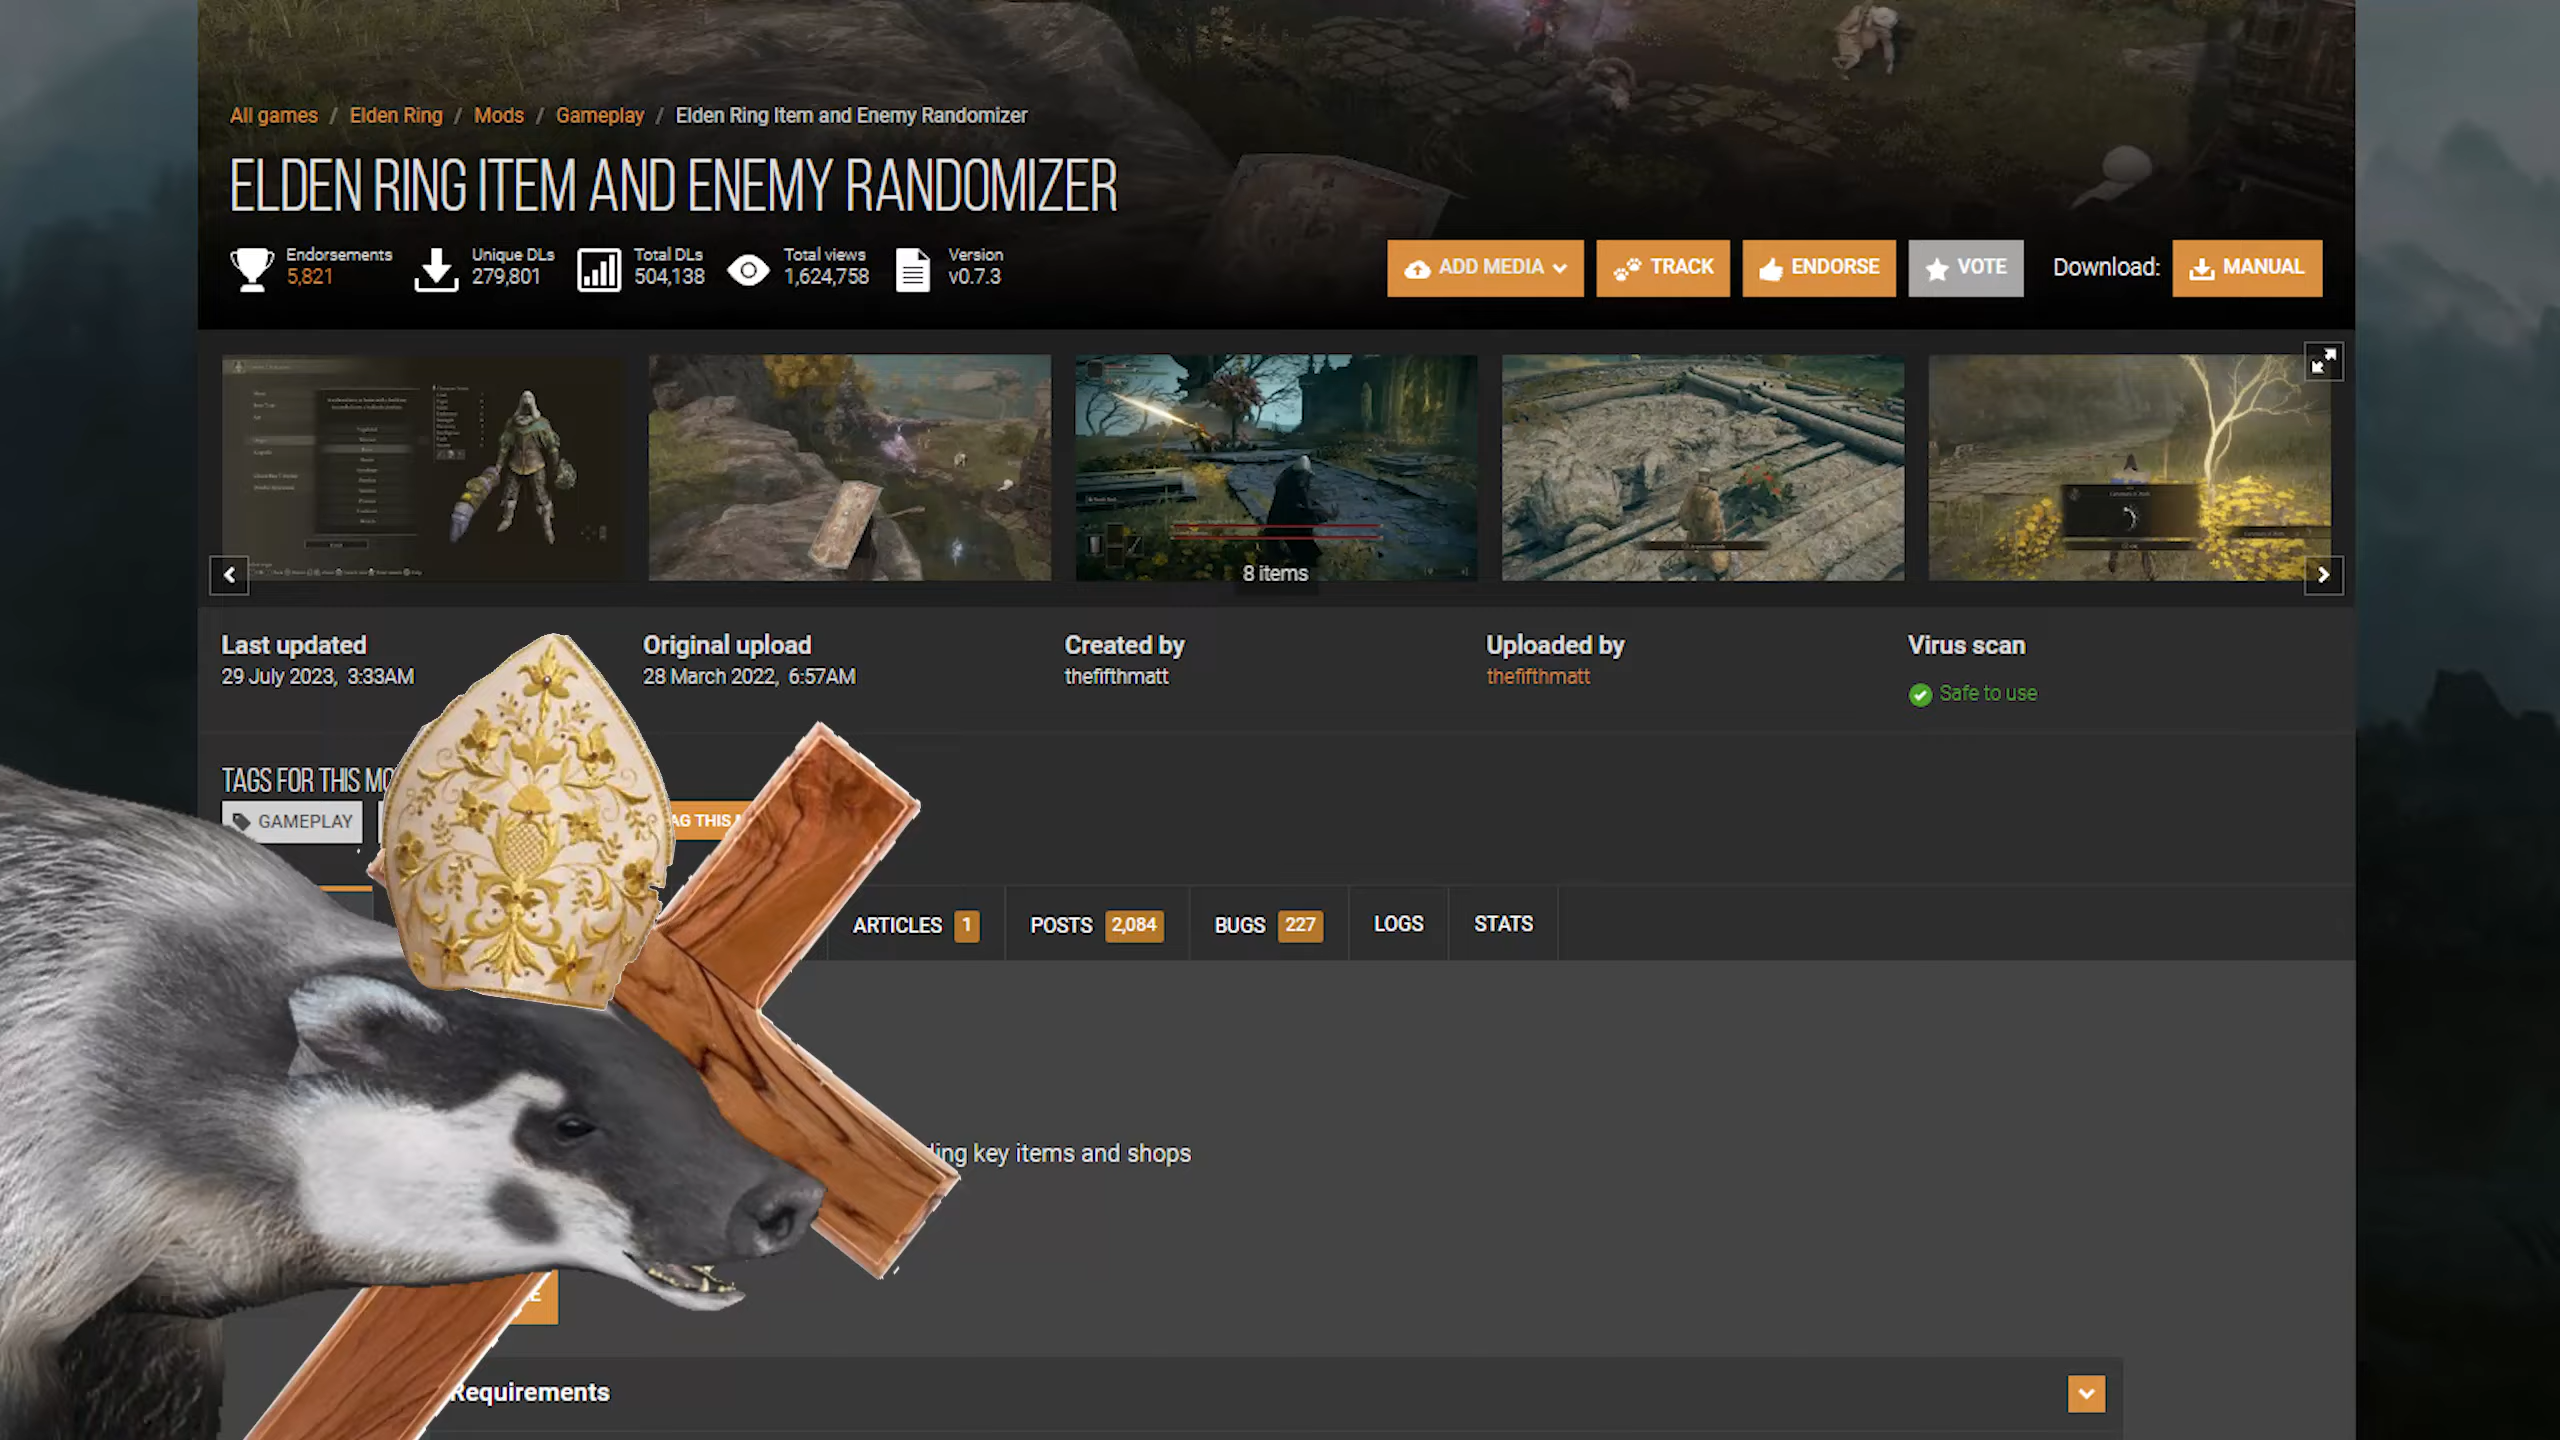 All games / Elden Ring / Mods / Gameplay / Elden Ring Item and Enemy Randomizer
ELDEN RING ITEM AND ENEMY RANDOMIZER
Endorsements
5,821
Unique DLs
279,801
Total DLs
504,138
Total views
1,624,758
Version
v0.7.3
ADD MEDIA
TRACK
ENDORSE
VOTE
Download:
MANUAL
8 items
Last updated
29 July 2023, 3:33AM
Original upload
28 March 2022, 6:57AM
Created by
thefifthmatt
Uploaded by
thefifthmatt
Virus scan
Safe to use
TAGS FOR THIS
GAMEPLAY
THIS
ARTICLES 1
POSTS 2,084
BUGS 227
LOGS
STATS
key items and shops
Requirements